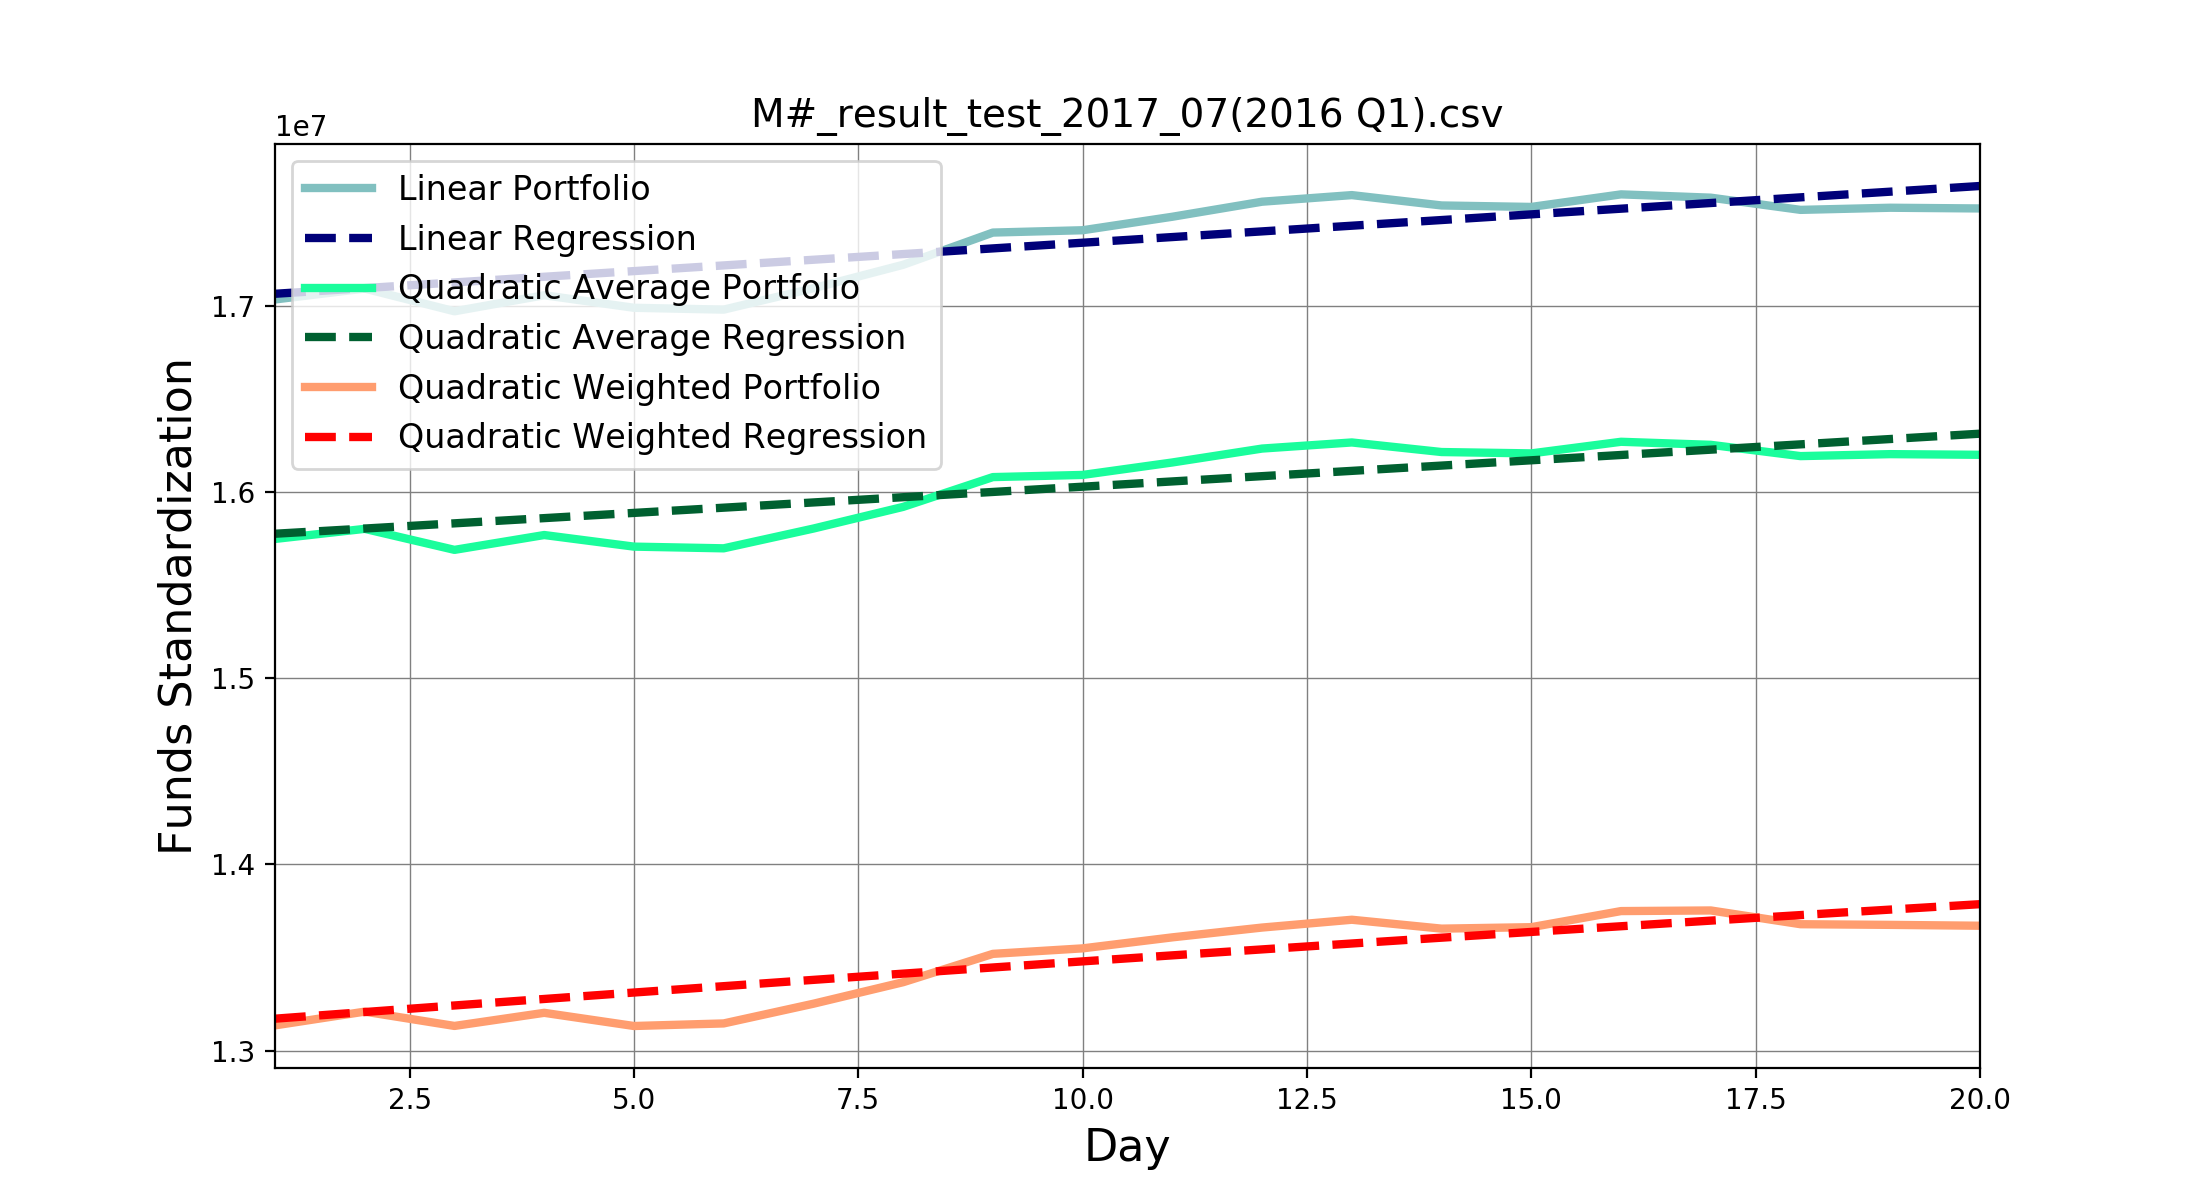 M#_result_test_2017_07(2016 Q1).csv
1e7
Linear Portfolio
Linear Regression
Quadratic Average Portfolio
Quadratic Average Regression
Quadratic Weighted Portfolio
Quadratic Weighted Regression
Funds Standardization
1.7
1.6
1.5
1.4
1.3
2.5 5.0 7.5 10.0 12.5 15.0 17.5 20.0
Day